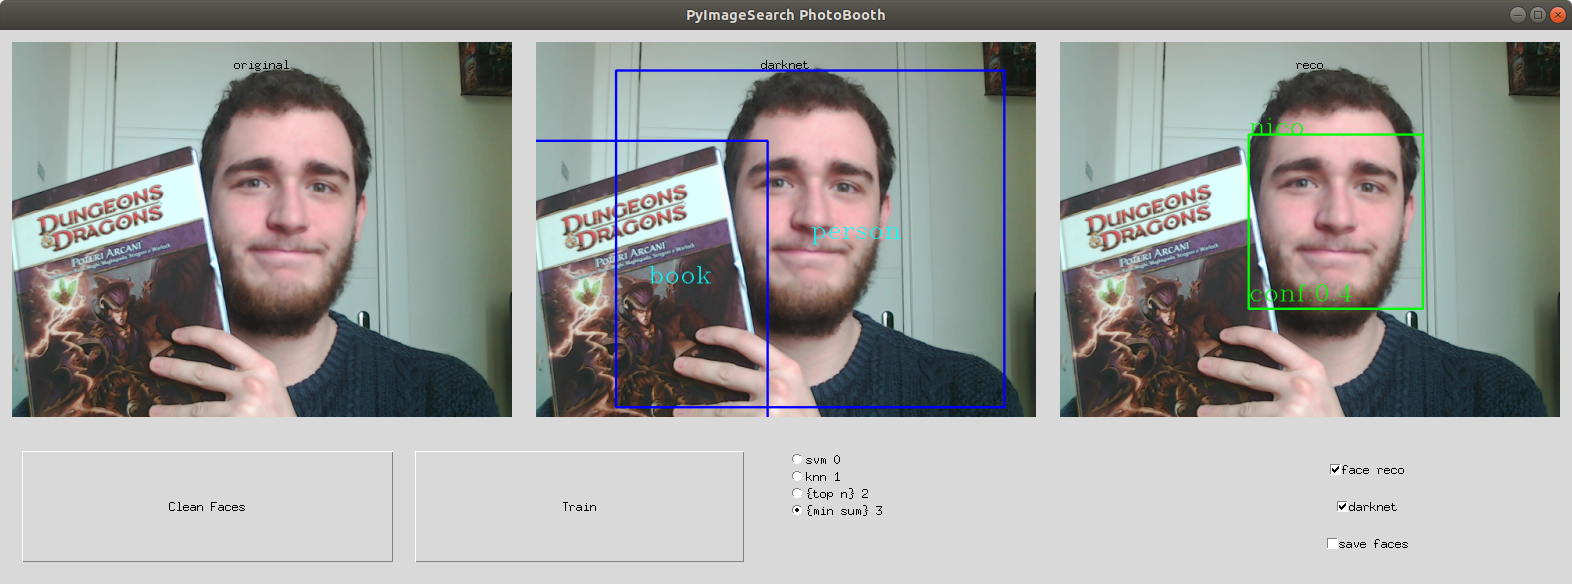 PyImageSearch PhotoBooth
original
DUNGEONS
& DRAGONS
POTERI ARCANI
darknet
DUNGEONS
& DRAGONS
POTERI ARCANI
person
book
reco
nico
DUNGEONS
& DRAGONS
POTERI ARCANI
conf:0.4
Clean Faces
Train
svm 0
knn 1
{top n} 2
{min sum} 3
face reco
darknet
save faces